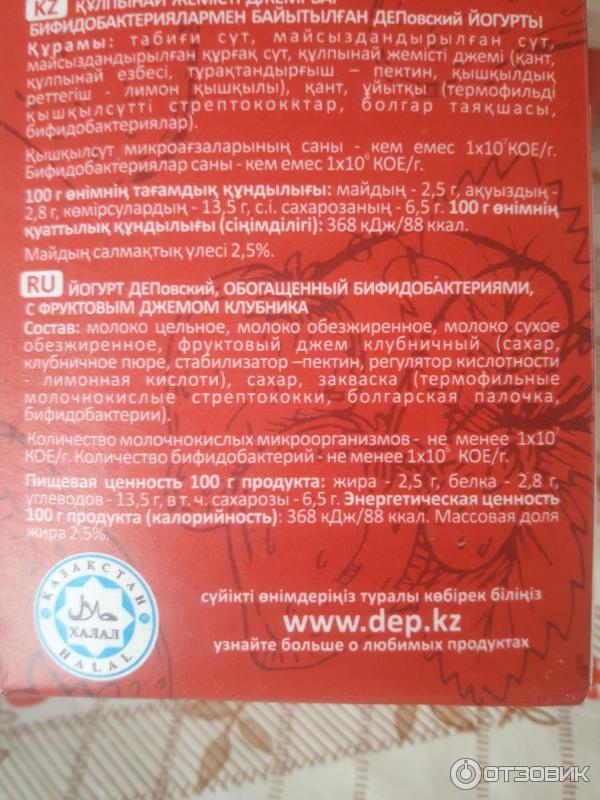 KZ ҚҰЛПЫНАЙ ЖЕМІСТІ
БИФИДОБАКТЕРИЯЛАРМЕН БАЙЫТЫЛҒАН ДЕПовский ЙОГУРТЫ
Құрамы: табиғи сүт, майсыздандырылған сүт,
майсыздандырылған құрғақ сүт, құлпынай жемісті джемі (қант,
құлпынай езбесі, тұрақтандырғыш – пектин, қышқылдық
реттегіш - лимон қышқылы), қант, ұйытқы (термофильді
қышқылсүтті стрептококктар, болгар таяқшасы,
бифидобактериялар).
Қышқылсүт микроағзаларының саны - кем емес 1х10⁷ КОЕ/г.
Бифидобактериялар саны - кем емес 1х10⁶ КОЕ/г.
100 г өнімнің тағамдық құндылығы: майдың - 2,5 г, ақуыздың -
2,8 г, көмірсулардың - 13,5 г, с.і. сахарозаның - 6,5 г. 100 г өнімнің
қуаттылық құндылығы (сіңімділігі): 368 кДж/88 ккал.
Майдың салмақтық үлесі 2,5%.
RU ЙОГУРТ ДЕПовский, ОБОГАЩЕННЫЙ БИФИДОБАКТЕРИЯМИ,
С ФРУКТОВЫМ ДЖЕМОМ КЛУБНИКА
Состав: молоко цельное, молоко обезжиренное, молоко сухое
обезжиренное, фруктовый джем клубничный (сахар,
клубничное пюре, стабилизатор –пектин, регулятор кислотности
- лимонная кислоти), сахар, закваска (термофильные
молочнокислые стрептококки, болгарская палочка,
бифидобактерии).
Количество молочнокислых микроорганизмов - не менее 1х10⁷
КОЕ/г. Количество бифидобактерий - не менее 1х10⁶ КОЕ/г.
Пищевая ценность 100 г продукта: жира - 2,5 г, белка - 2,8 г,
углеводов - 13,5 г, в т. ч. сахарозы - 6,5 г. Энергетическая ценность
100 г продукта (калорийность): 368 кДж/88 ккал. Массовая доля
жира 2,5%.
ҚАЗАҚСТАН
حلال
ХАЛАЛ
HALAL
сүйікті өнімдеріңіз туралы көбірек біліңіз
www.dep.kz
узнайте больше о любимых продуктах
ОТЗОВИК